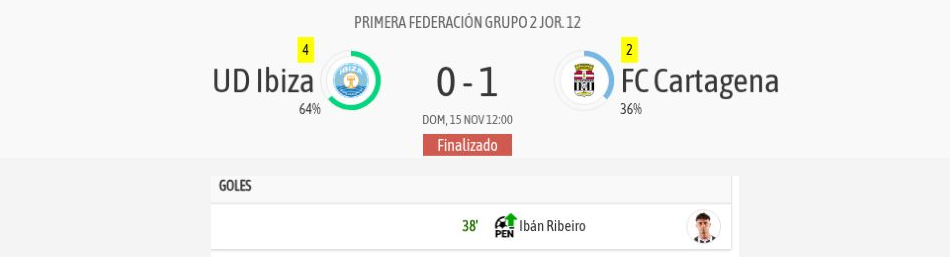 PRIMERA FEDERACIÓN GRUPO 2 JOR. 12
4
2
UD Ibiza
0 - 1
FC Cartagena
64%
36%
DOM, 15 NOV 12:00
Finalizado
GOLES
38' PEN Ibán Ribeiro